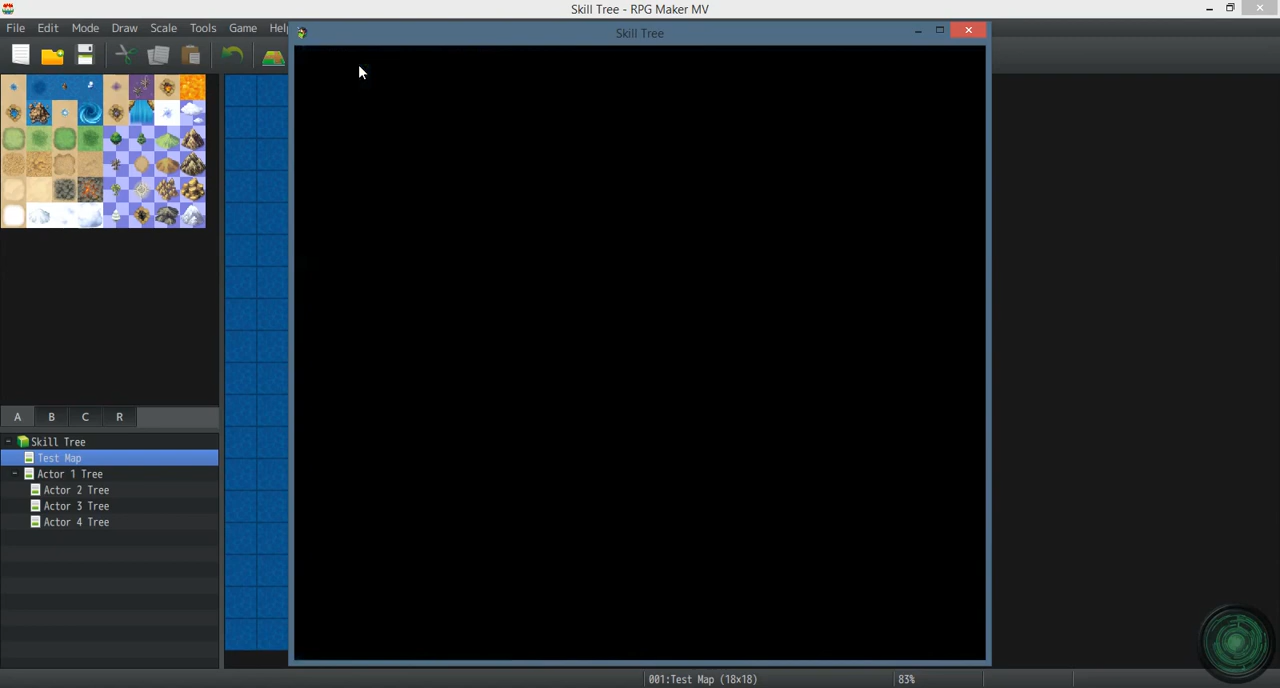 Skill Tree - RPG Maker MV
File Edit Mode Draw Scale Tools Game Hel
Skill Tree
A B C R
Skill Tree
Test Map
Actor 1 Tree
Actor 2 Tree
Actor 3 Tree
Actor 4 Tree
001:Test Map (18x18) 83%